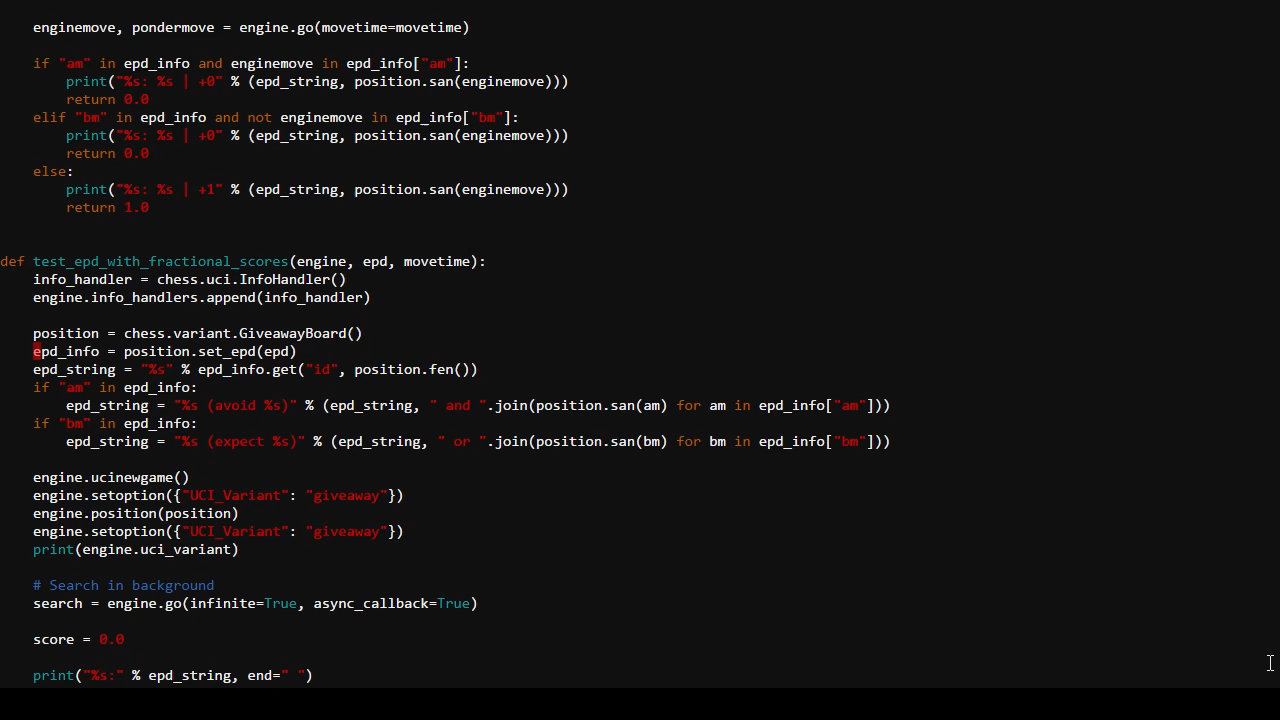 enginemove, pondermove = engine.go(movetime=movetime)

    if "am" in epd_info and enginemove in epd_info["am"]:
        print("%s: %s | +0" % (epd_string, position.san(enginemove)))
        return 0.0
    elif "bm" in epd_info and not enginemove in epd_info["bm"]:
        print("%s: %s | +0" % (epd_string, position.san(enginemove)))
        return 0.0
    else:
        print("%s: %s | +1" % (epd_string, position.san(enginemove)))
        return 1.0


def test_epd_with_fractional_scores(engine, epd, movetime):
    info_handler = chess.uci.InfoHandler()
    engine.info_handlers.append(info_handler)

    position = chess.variant.GiveawayBoard()
    epd_info = position.set_epd(epd)
    epd_string = "%s" % epd_info.get("id", position.fen())
    if "am" in epd_info:
        epd_string = "%s (avoid %s)" % (epd_string, " and ".join(position.san(am) for am in epd_info["am"]))
    if "bm" in epd_info:
        epd_string = "%s (expect %s)" % (epd_string, " or ".join(position.san(bm) for bm in epd_info["bm"]))

    engine.ucinewgame()
    engine.setoption({"UCI_Variant": "giveaway"})
    engine.position(position)
    engine.setoption({"UCI_Variant": "giveaway"})
    print(engine.uci_variant)

    # Search in background
    search = engine.go(infinite=True, async_callback=True)

    score = 0.0

    print("%s:" % epd_string, end=" ")